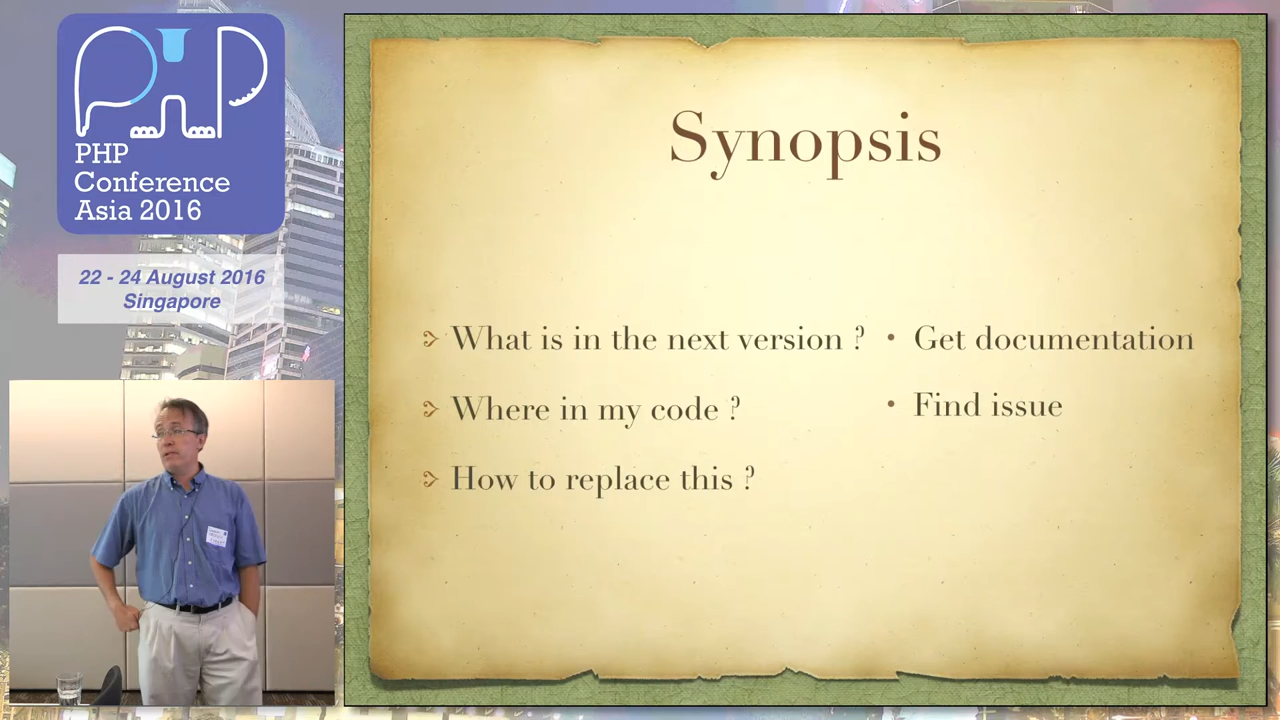 PHP
PHP
Conference
Asia 2016
22 - 24 August 2016
Singapore
Synopsis
What is in the next version ?
Where in my code ?
How to replace this ?
• Get documentation
• Find issue